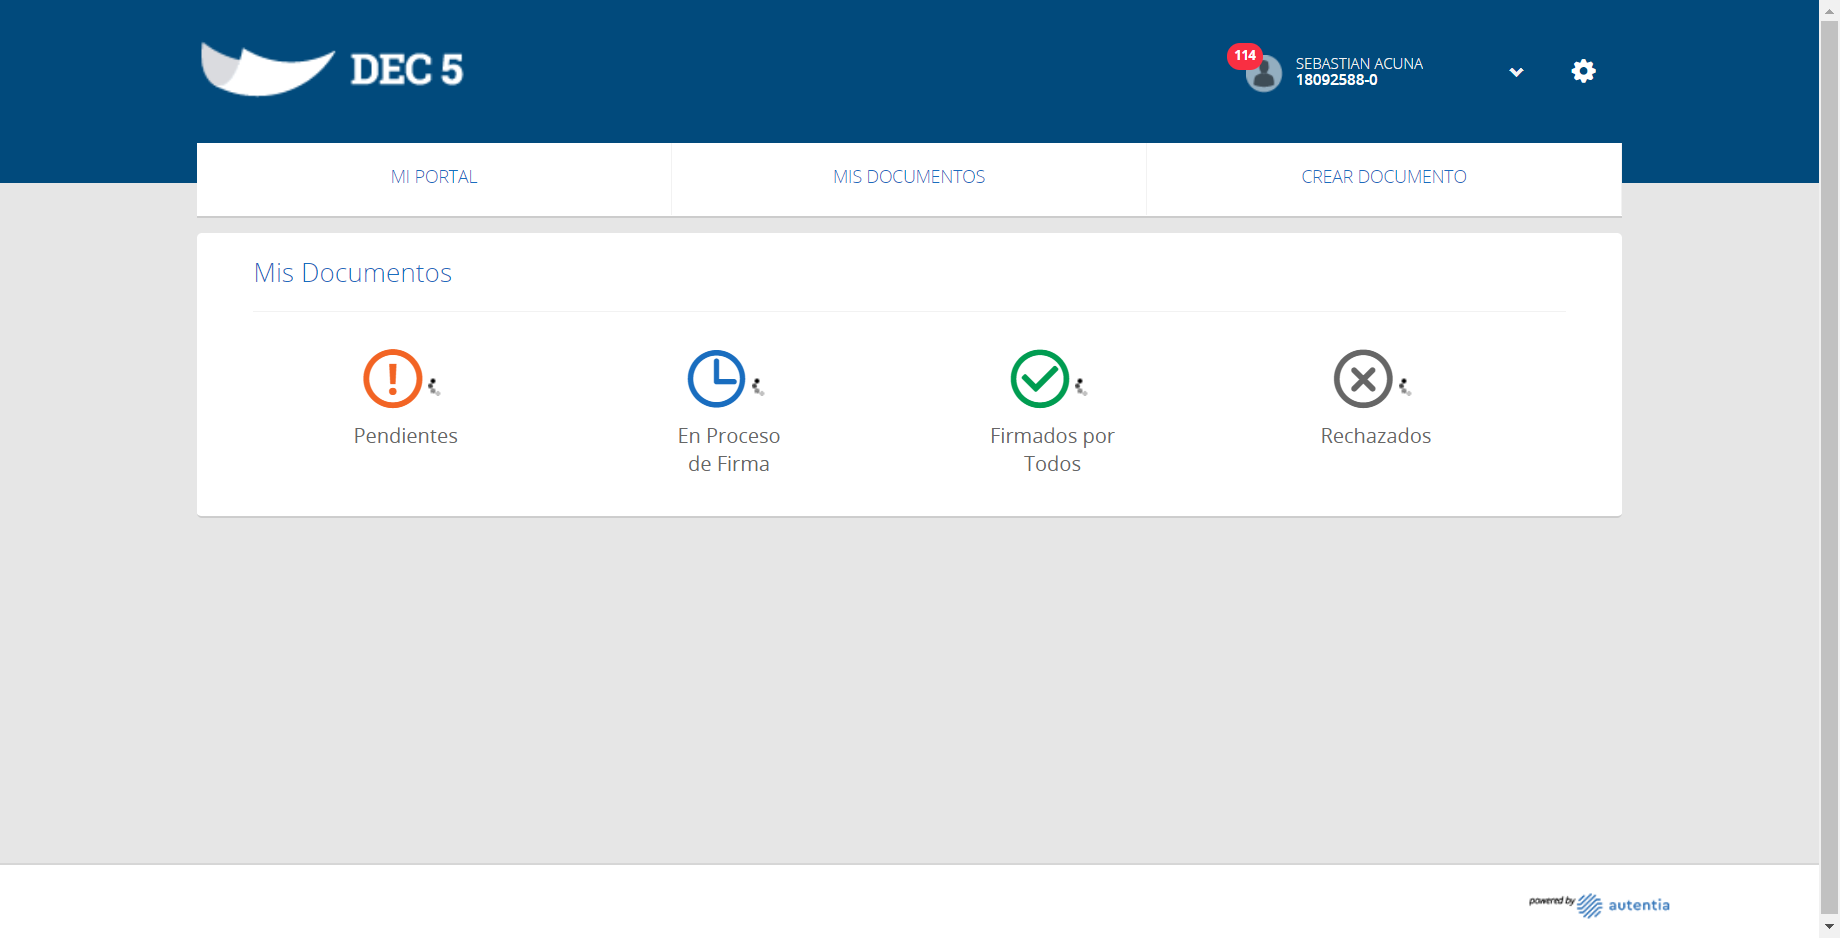 DEC 5
114
SEBASTIAN ACUNA
18092588-0
MI PORTAL
MIS DOCUMENTOS
CREAR DOCUMENTO
Mis Documentos
Pendientes
En Proceso
de Firma
Firmados por
Todos
Rechazados
powered by autentia